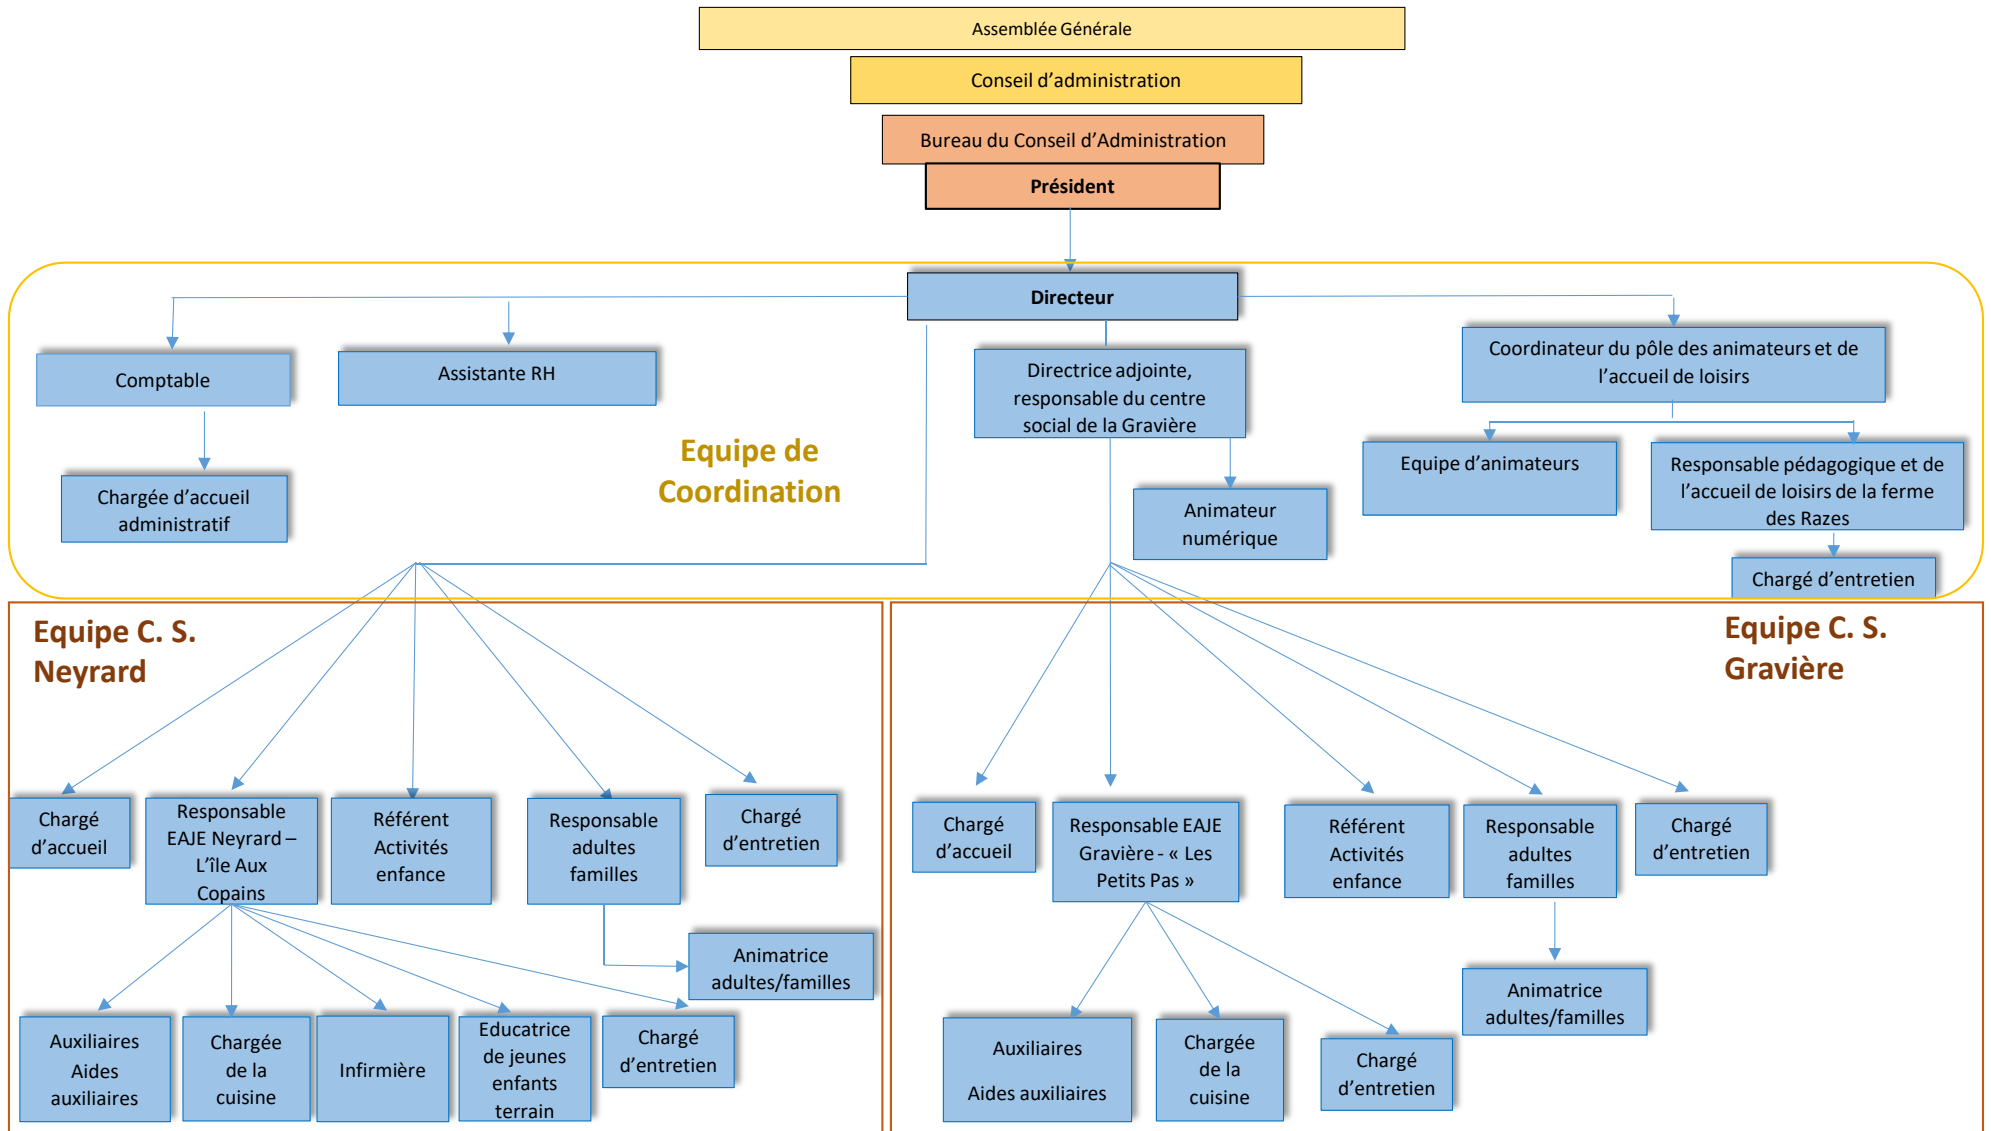 Assemblée Générale
Conseil d’administration
Bureau du Conseil d’Administration
Président
Directeur
Comptable
Assistante RH
Directrice adjointe,
responsable du centre
social de la Gravière
Coordinateur du pôle des animateurs et de
l’accueil de loisirs
Equipe de
Coordination
Chargée d’accueil
administratif
Animateur
numérique
Equipe d’animateurs
Responsable pédagogique et de
l’accueil de loisirs de la ferme
des Razes
Chargé d’entretien
Equipe C. S.
Neyrard
Chargé
d’accueil
Responsable
EAJE Neyrard –
L’île Aux
Copains
Référent
Activités
enfance
Responsable
adultes
familles
Chargé
d’entretien
Animatrice
adultes/familles
Auxiliaires
Aides
auxiliaires
Chargée
de la
cuisine
Infirmière
Educatrice
de jeunes
enfants
terrain
Chargé
d’entretien
Equipe C. S.
Gravière
Chargé
d’accueil
Responsable EAJE
Gravière - « Les
Petits Pas »
Référent
Activités
enfance
Responsable
adultes
familles
Chargé
d’entretien
Animatrice
adultes/familles
Auxiliaires
Aides auxiliaires
Chargée
de la
cuisine
Chargé
d’entretien